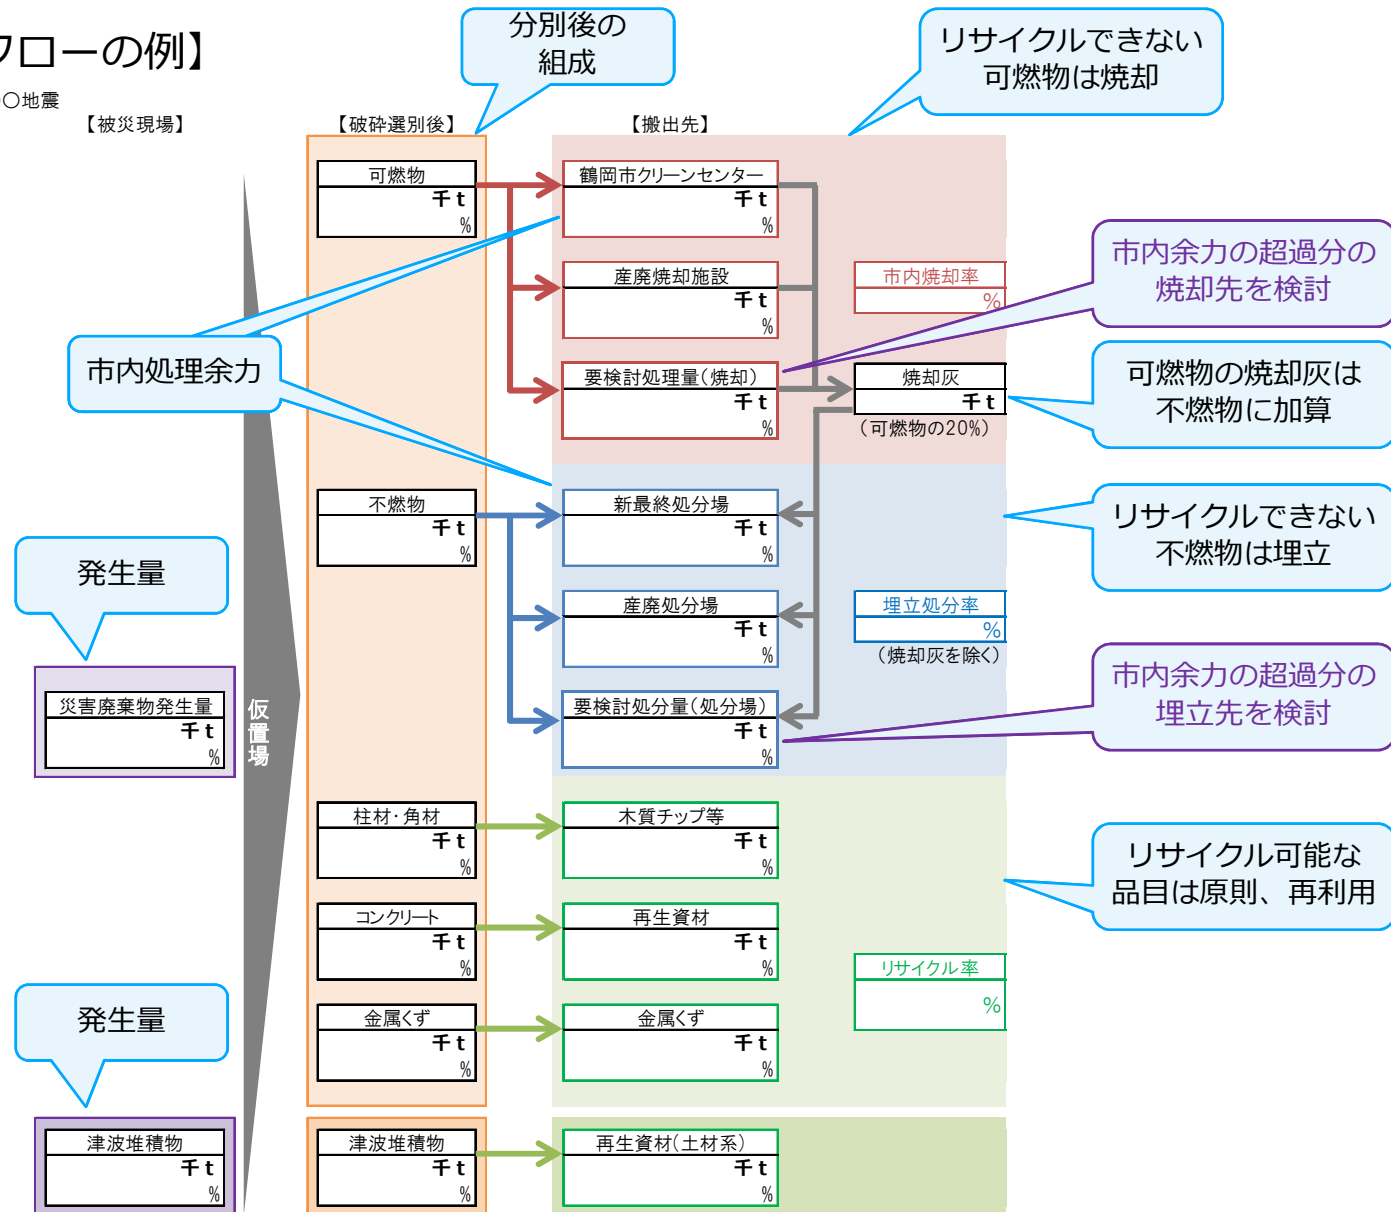 フローの例】
〇地震
【被災現場】
【破砕選別後】
【搬出先】
分別後の
組成
リサイクルできない
可燃物は焼却
可燃物
千t
%
鶴岡市クリーンセンター
千t
%
産廃焼却施設
千t
%
市内焼却率
%
市内余力の超過分の
焼却先を検討
市内処理余力
要検討処理量(焼却)
千t
%
焼却灰
千t
(可燃物の20%)
可燃物の焼却灰は
不燃物に加算
不燃物
千t
%
新最終処分場
千t
%
リサイクルできない
不燃物は埋立
発生量
産廃処分場
千t
%
埋立処分率
%
(焼却灰を除く)
災害廃棄物発生量
千t
%
仮置場
要検討処分量(処分場)
千t
%
市内余力の超過分の
埋立先を検討
柱材・角材
千t
%
木質チップ等
千t
%
リサイクル可能な
品目は原則、再利用
コンクリート
千t
%
再生資材
千t
%
リサイクル率
%
発生量
金属くず
千t
%
金属くず
千t
%
津波堆積物
千t
%
津波堆積物
千t
%
再生資材(土材系)
千t
%